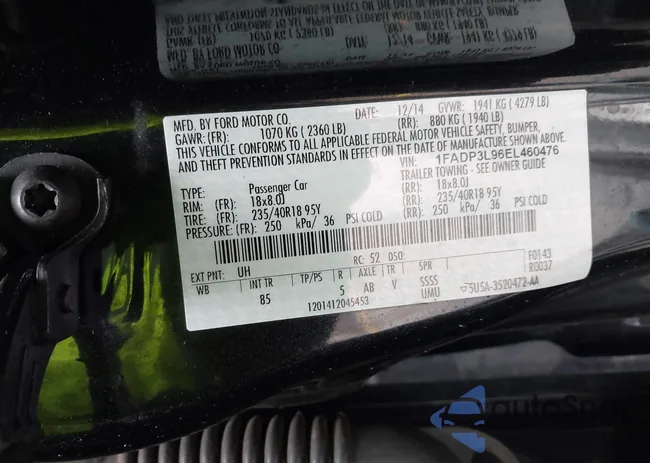 MFD. BY FORD MOTOR CO. DATE: 12/14 GVWR: 1941 KG ( 4279 LB)
GAWR: (FR): 1070 KG ( 2360 LB) (RR): 880 KG ( 1940 LB)
THIS VEHICLE CONFORMS TO ALL APPLICABLE FEDERAL MOTOR VEHICLE SAFETY, BUMPER,
AND THEFT PREVENTION STANDARDS IN EFFECT ON THE DATE OF MANUFACTURE SHOWN ABOVE.
VIN: 1FADP3L96EL460476
TYPE: Passenger Car TRAILER TOWING - SEE OWNER GUIDE
RIM: (FR): 18x8.0J (RR): 18x8.0J
TIRE: (FR): 235/40R18 95Y (RR): 235/40R18 95Y
PRESSURE: (FR): 250 kPa/ 36 PSI COLD (RR): 250 kPa/ 36 PSI COLD
EXT PNT: UH RC: 52 DSO: F0143
R0037
WB INT TR TP/PS R AXLE TR SPR
85 5 AB V SSSS
UMU 5U5A-3520472-AA
1201412045453
autoSpar